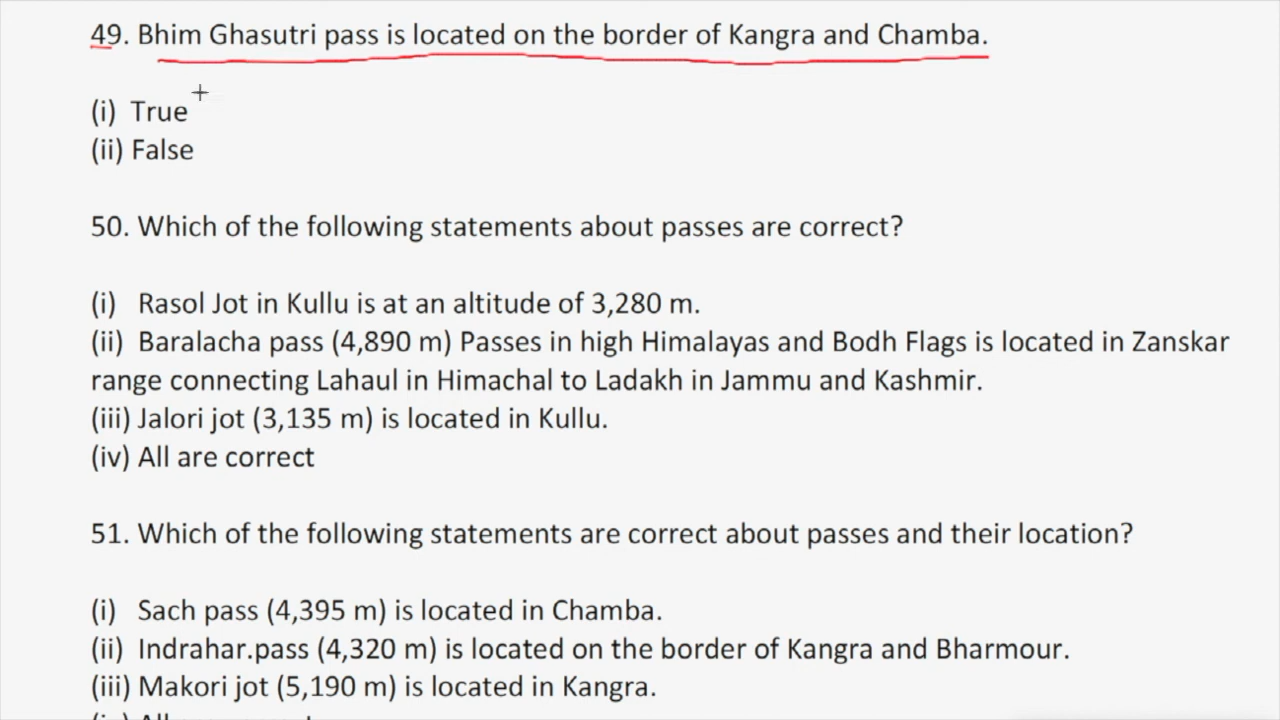 49. Bhim Ghasutri pass is located on the border of Kangra and Chamba.
(i) True
(ii) False
50. Which of the following statements about passes are correct?
(i) Rasol Jot in Kullu is at an altitude of 3,280 m.
(ii) Baralacha pass (4,890 m) Passes in high Himalayas and Bodh Flags is located in Zanskar
range connecting Lahaul in Himachal to Ladakh in Jammu and Kashmir.
(iii) Jalori jot (3,135 m) is located in Kullu.
(iv) All are correct
51. Which of the following statements are correct about passes and their location?
(i) Sach pass (4,395 m) is located in Chamba.
(ii) Indrahar.pass (4,320 m) is located on the border of Kangra and Bharmour.
(iii) Makori jot (5,190 m) is located in Kangra.